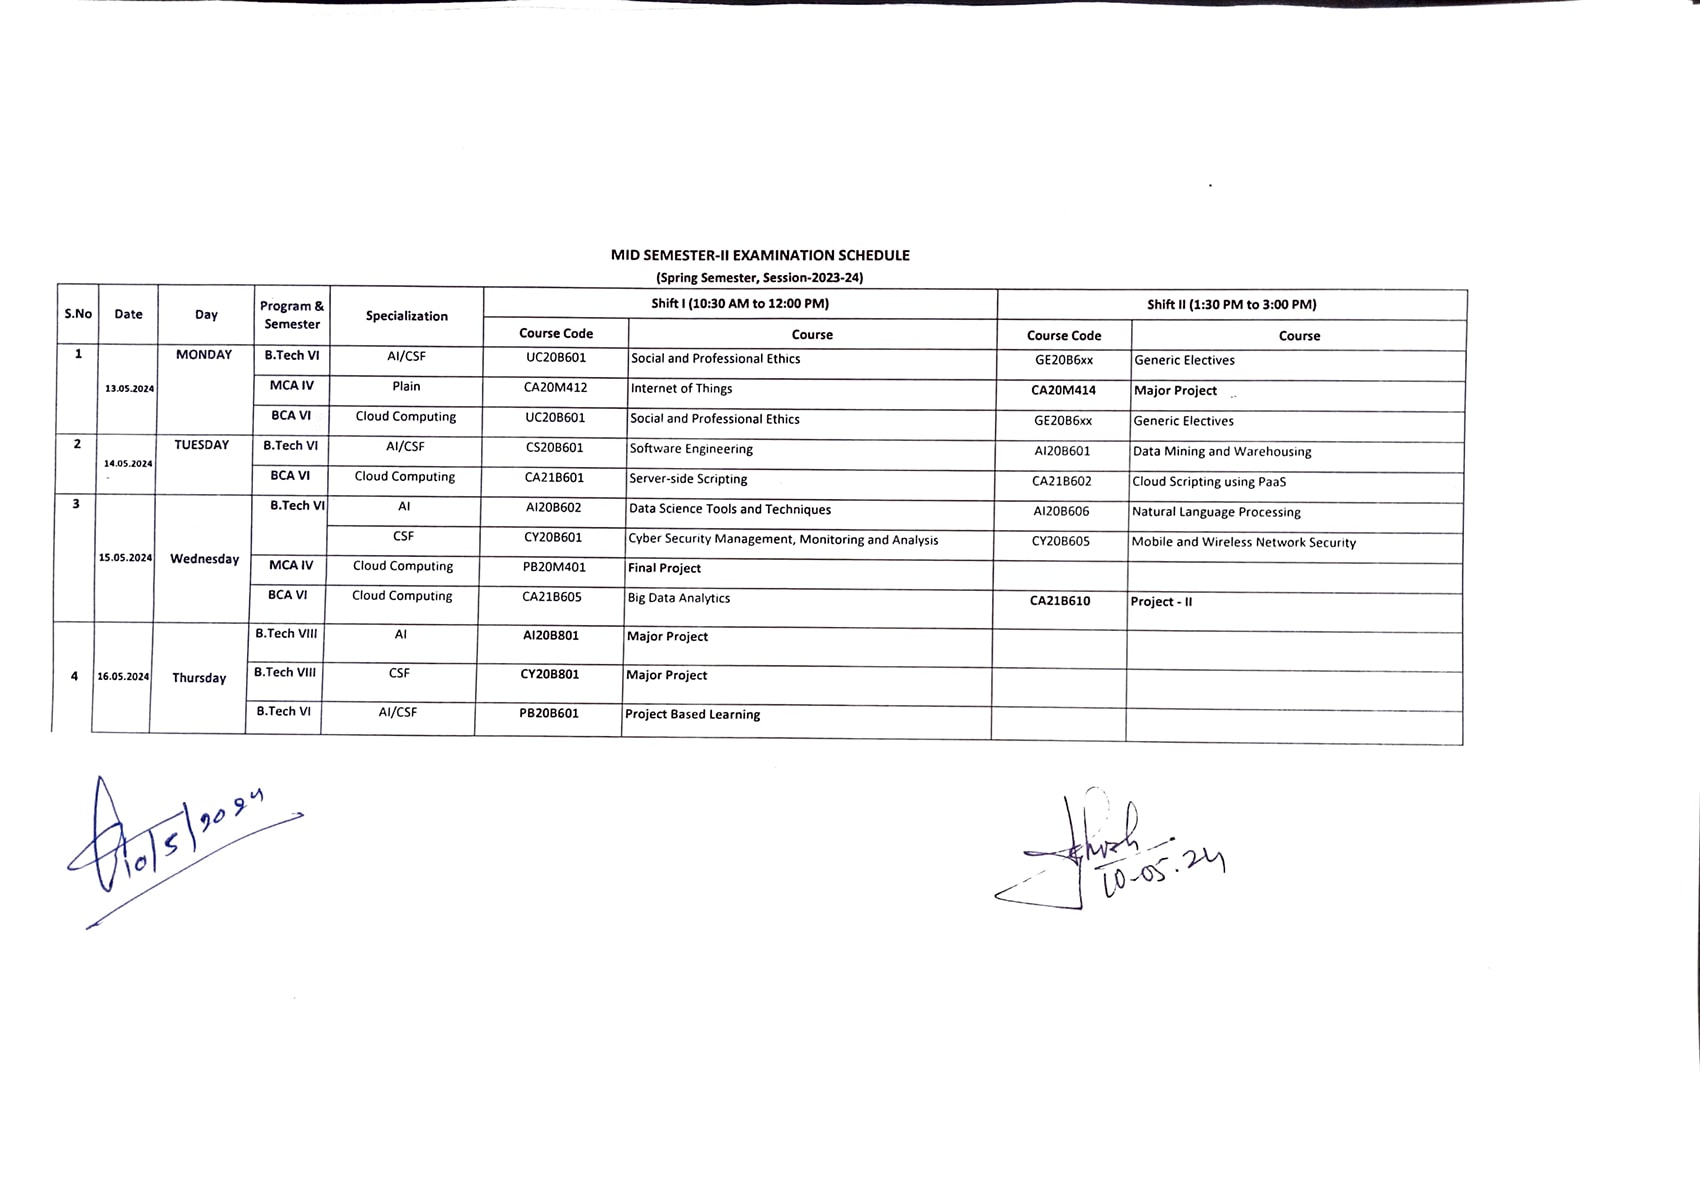 MID SEMESTER-II EXAMINATION SCHEDULE
(Spring Semester, Session-2023-24)
S.No Date Day Program & Semester Specialization Shift I (10:30 AM to 12:00 PM) Shift II (1:30 PM to 3:00 PM)
Course Code Course Course Code Course
1 13.05.2024 MONDAY B.Tech VI AI/CSF UC20B601 Social and Professional Ethics GE20B6xx Generic Electives
MCA IV Plain CA20M412 Internet of Things CA20M414 Major Project
BCA VI Cloud Computing UC20B601 Social and Professional Ethics GE20B6xx Generic Electives
2 14.05.2024 TUESDAY B.Tech VI AI/CSF CS20B601 Software Engineering AI20B601 Data Mining and Warehousing
BCA VI Cloud Computing CA21B601 Server-side Scripting CA21B602 Cloud Scripting using PaaS
3 15.05.2024 Wednesday B.Tech VI AI AI20B602 Data Science Tools and Techniques AI20B606 Natural Language Processing
CSF CY20B601 Cyber Security Management, Monitoring and Analysis CY20B605 Mobile and Wireless Network Security
MCA IV Cloud Computing PB20M401 Final Project
BCA VI Cloud Computing CA21B605 Big Data Analytics CA21B610 Project - II
4 16.05.2024 Thursday B.Tech VIII AI AI20B801 Major Project
B.Tech VIII CSF CY20B801 Major Project
B.Tech VI AI/CSF PB20B601 Project Based Learning
10/5/2024
10-05.24